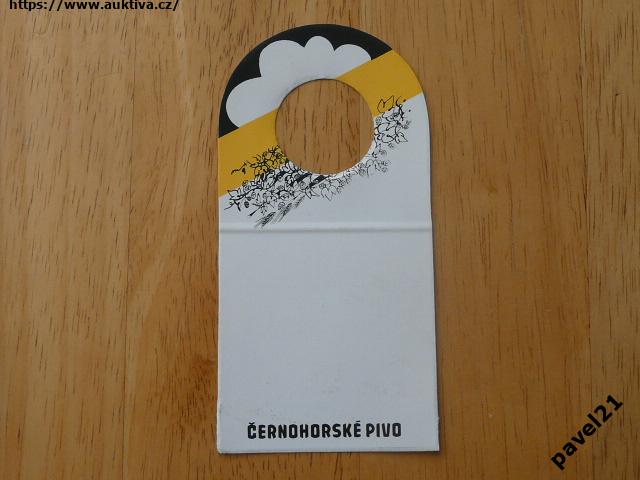 https://www.auktiva.cz/
ČERNOHORSKÉ PIVO
pavel21